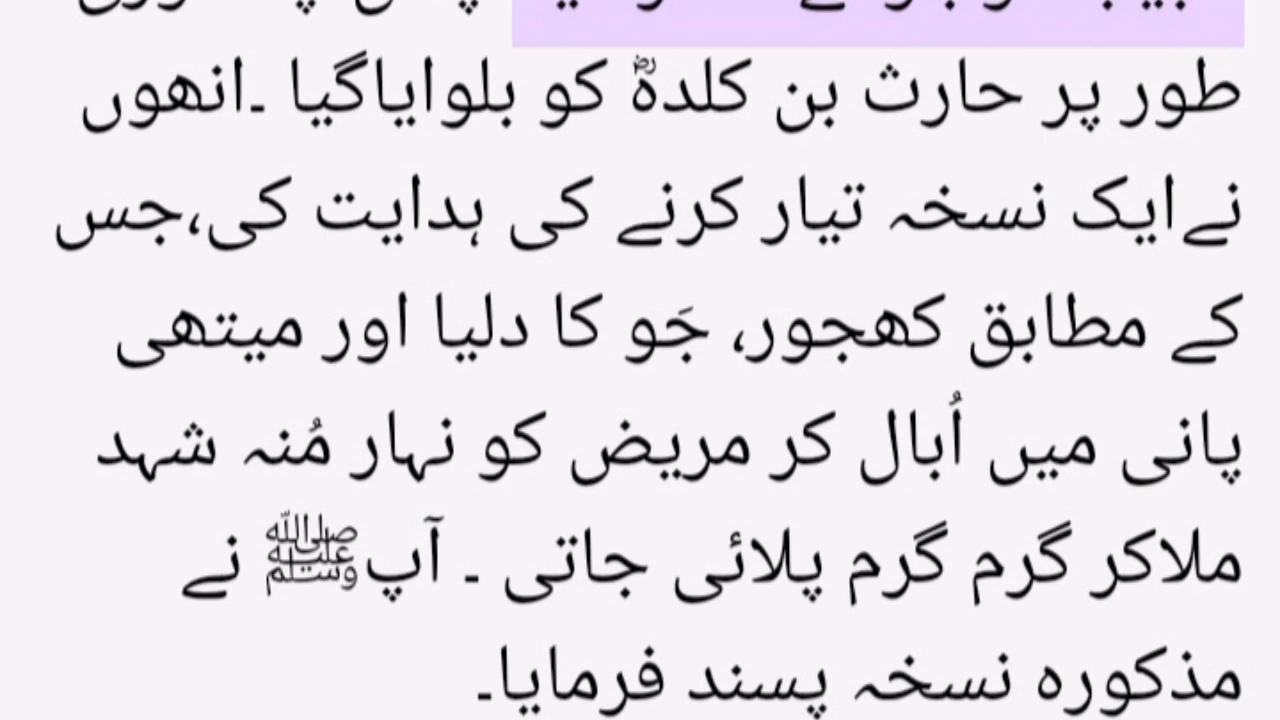 طور پر حارث بن کلدہؓ کو بلوایاگیا ۔انھوں
نےایک نسخہ تیار کرنے کی ہدایت کی،جس
کے مطابق کھجور، جَو کا دلیا اور میتھی
پانی میں اُبال کر مریض کو نہار مُنہ شہد
ملاکر گرم گرم پلائی جاتی ۔ آپﷺ نے
مذکورہ نسخہ پسند فرمایا۔